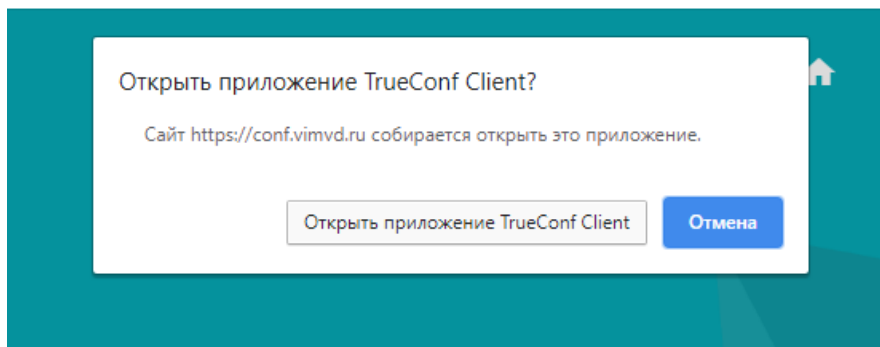 Открыть приложение TrueConf Client?
Сайт https://conf.vimvd.ru собирается открыть это приложение.
Открыть приложение TrueConf Client
Отмена